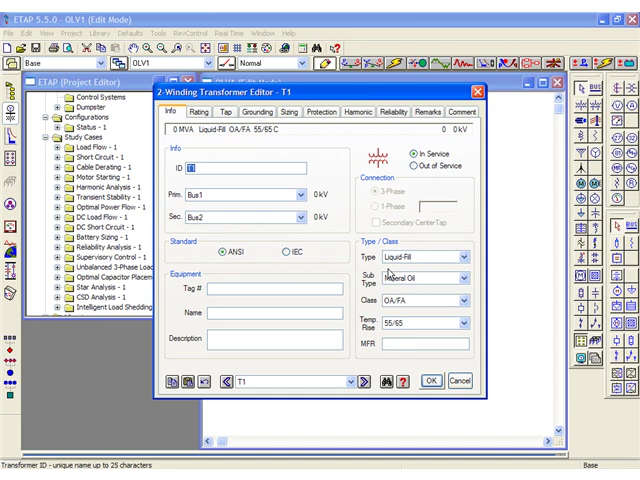 ETAP 5.5.0 - OLV1 (Edit Mode)
File Edit View Project Library Defaults Tools RevControl Real Time Window Help
Base
OLV1
Normal
ETAP (Project Editor)
Control Systems
Dumpster
Configurations
Status - 1
Study Cases
Load Flow - 1
Short Circuit - 1
Cable Derating - 1
Motor Starting - 1
Harmonic Analysis - 1
Transient Stability - 1
Optimal Power Flow - 1
DC Load Flow - 1
DC Short Circuit - 1
Battery Sizing - 1
Reliability Analysis - 1
Supervisory Control - 1
Unbalanced 3-Phase Loa
Optimal Capacitor Placem
Star Analysis - 1
CSD Analysis - 1
Intelligent Load Shedding
2-Winding Transformer Editor - T1
Info Rating Tap Grounding Sizing Protection Harmonic Reliability Remarks Comment
0 MVA Liquid-Fill OA/FA 55/65 C 0 0 kV
Info
ID T1
Prim. Bus1 0 kV
Sec. Bus2 0 kV
In Service
Out of Service
Connection
3-Phase
1-Phase
Secondary CenterTap
Standard
ANSI IEC
Type / Class
Type Liquid-Fill
Sub Type Mineral Oil
Class OA/FA
Temp. Rise 55/65
MFR
Equipment
Tag #
Name
Description
T1
OK Cancel
BUS
BUS
Transformer ID - unique name up to 25 characters
Base